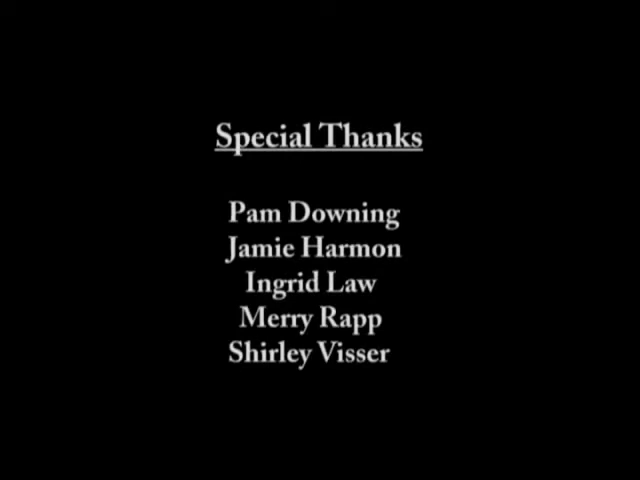 Special Thanks
Pam Downing
Jamie Harmon
Ingrid Law
Merry Rapp
Shirley Visser